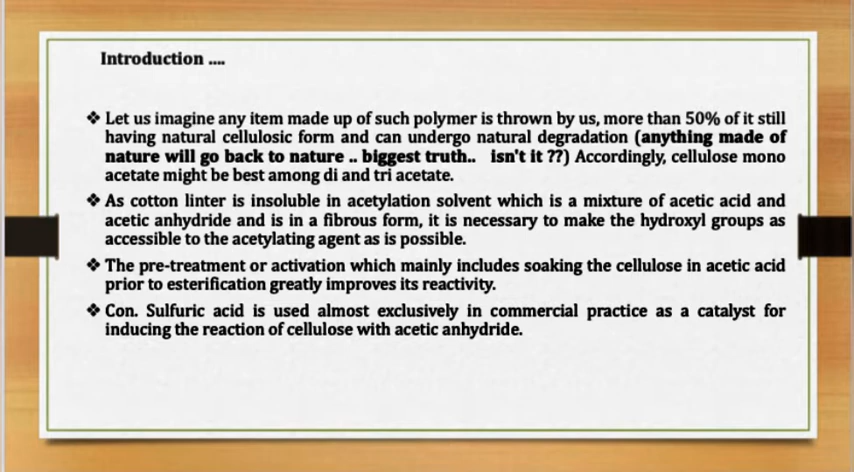 Introduction ....
❖ Let us imagine any item made up of such polymer is thrown by us, more than 50% of it still
having natural cellulosic form and can undergo natural degradation (anything made of
nature will go back to nature .. biggest truth.. isn't it ??) Accordingly, cellulose mono
acetate might be best among di and tri acetate.
❖ As cotton linter is insoluble in acetylation solvent which is a mixture of acetic acid and
acetic anhydride and is in a fibrous form, it is necessary to make the hydroxyl groups as
accessible to the acetylating agent as is possible.
❖ The pre-treatment or activation which mainly includes soaking the cellulose in acetic acid
prior to esterification greatly improves its reactivity.
❖ Con. Sulfuric acid is used almost exclusively in commercial practice as a catalyst for
inducing the reaction of cellulose with acetic anhydride.